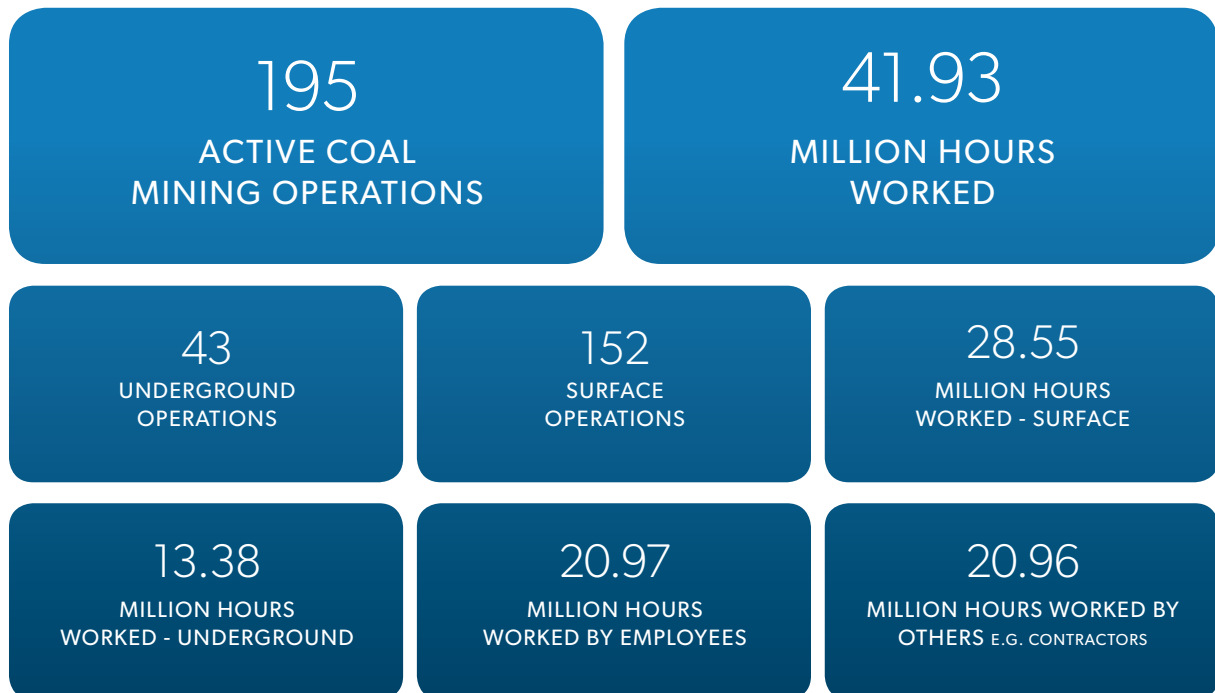 195
ACTIVE COAL
MINING OPERATIONS
41.93
MILLION HOURS
WORKED
43
UNDERGROUND
OPERATIONS
152
SURFACE
OPERATIONS
28.55
MILLION HOURS
WORKED - SURFACE
13.38
MILLION HOURS
WORKED - UNDERGROUND
20.97
MILLION HOURS
WORKED BY EMPLOYEES
20.96
MILLION HOURS WORKED BY
OTHERS E.G. CONTRACTORS